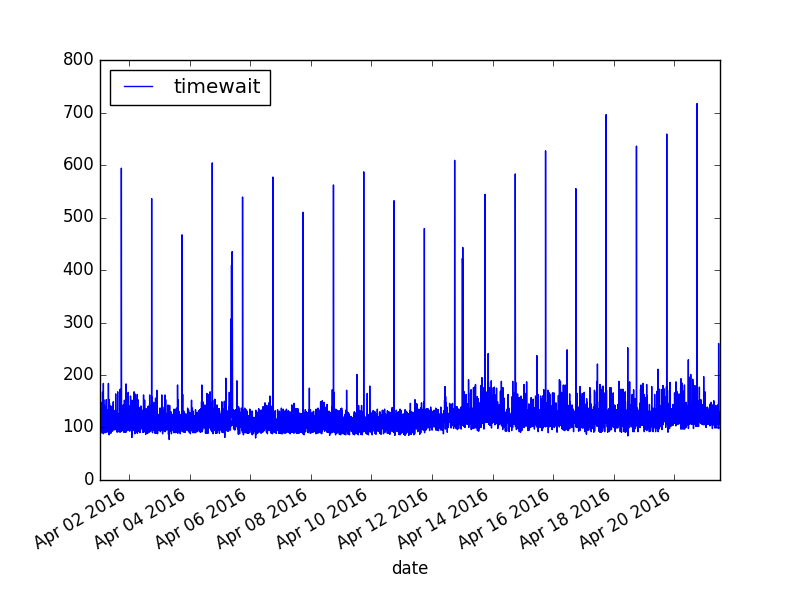 800
timewait
700
600
500
400
300
200
100
0
Apr 02 2016
Apr 04 2016
Apr 06 2016
Apr 08 2016
Apr 10 2016
Apr 12 2016
Apr 14 2016
Apr 16 2016
Apr 18 2016
Apr 20 2016
date